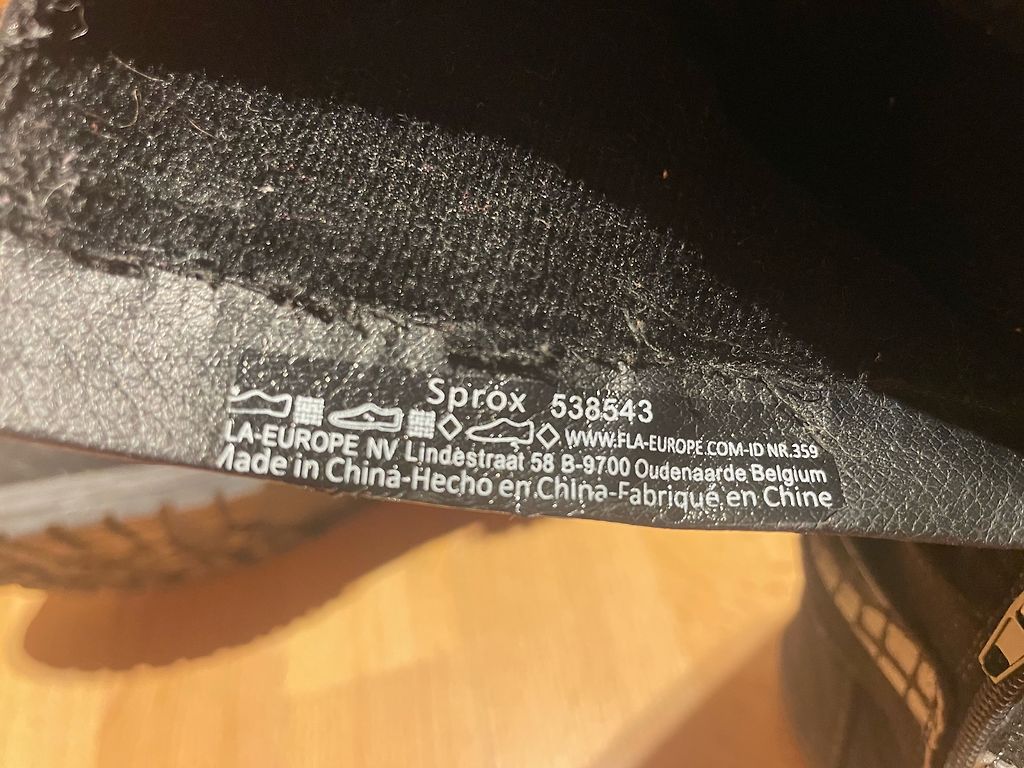 Sprox 538543
WWW.FLA-EUROPE.COM-ID NR.359
LA-EUROPE NV Lindestraat 58 B-9700 Oudenaarde Belgium
Made in China-Hecho en China-Fabriqué en Chine